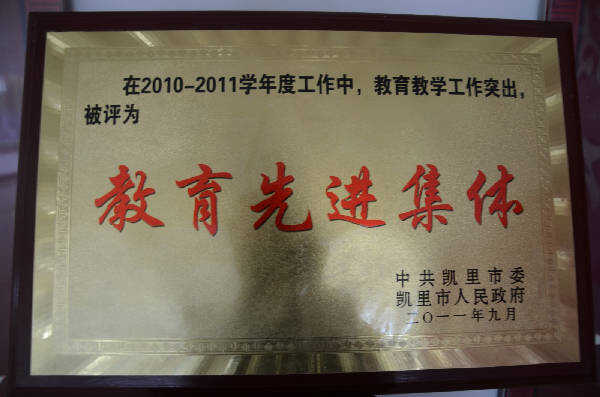 在2010-2011学年度工作中，教育教学工作突出，
被评为
教育先进集体
中共凯里市委
凯里市人民政府
二〇一一年九月